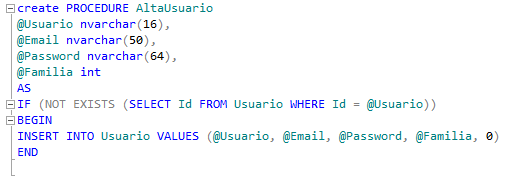 create PROCEDURE AltaUsuario
@Usuario nvarchar(16),
@Email nvarchar(50),
@Password nvarchar(64),
@Familia int
AS
IF (NOT EXISTS (SELECT Id FROM Usuario WHERE Id = @Usuario))
BEGIN
INSERT INTO Usuario VALUES (@Usuario, @Email, @Password, @Familia, 0)
END